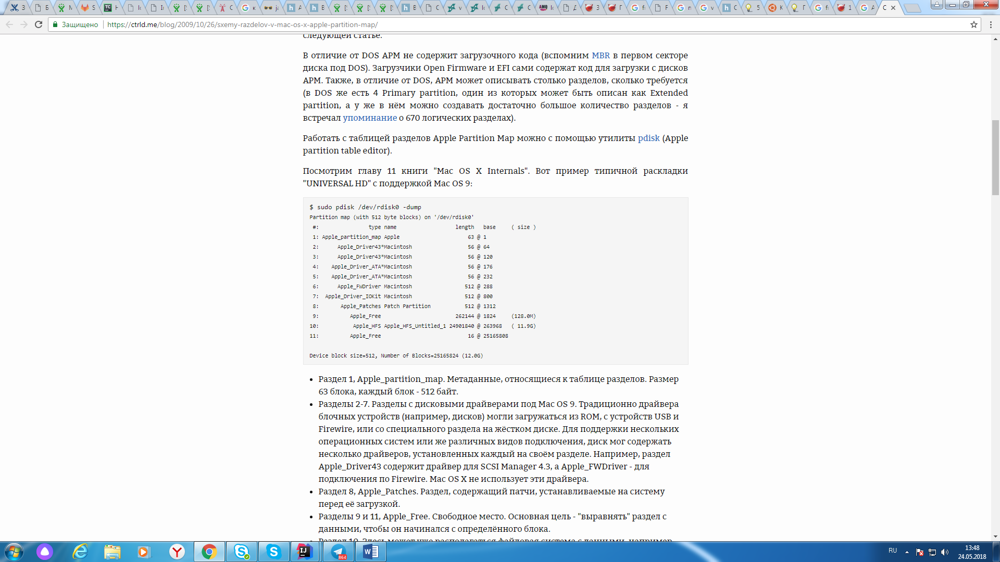 Защищено
https://ctrld.me/blog/2009/10/26/sxemy-razdelov-v-mac-os-x-apple-partition-map/
следующей статье.
В отличие от DOS APM не содержит загрузочного кода (вспомним MBR в первом секторе
диска под DOS). Загрузчики Open Firmware и EFI сами содержат код для загрузки с дисков
APM. Также, в отличие от DOS, APM может описывать столько разделов, сколько требуется
(в DOS же есть 4 Primary partition, один из которых может быть описан как Extended
partition, а у же в нём можно создавать достаточно большое количество разделов - я
встречал упоминание о 670 логических разделах).
Работать с таблицей разделов Apple Partition Map можно с помощью утилиты pdisk (Apple
partition table editor).
Посмотрим главу 11 книги "Mac OS X Internals". Вот пример типичной раскладки
"UNIVERSAL HD" с поддержкой Mac OS 9:
$ sudo pdisk /dev/rdisk0 -dump
Partition map (with 512 byte blocks) on '/dev/rdisk0'
#: type name length base ( size )
1: Apple_partition_map Apple 63 @ 1
2: Apple_Driver43*Macintosh 56 @ 64
3: Apple_Driver43*Macintosh 56 @ 120
4: Apple_Driver_ATA*Macintosh 56 @ 176
5: Apple_Driver_ATA*Macintosh 56 @ 232
6: Apple_FWDriver Macintosh 512 @ 288
7: Apple_Driver_IOKit Macintosh 512 @ 800
8: Apple_Patches Patch Partition 512 @ 1312
9: Apple_Free 262144 @ 1824 (128.0M)
10: Apple_HFS Apple_HFS_Untitled_1 24901840 @ 263968 ( 11.9G)
11: Apple_Free 16 @ 25165808
Device block size=512, Number of Blocks=25165824 (12.0G)
• Раздел 1, Apple_partition_map. Метаданные, относящиеся к таблице разделов. Размер
63 блока, каждый блок - 512 байт.
• Разделы 2-7. Разделы с дисковыми драйверами под Mac OS 9. Традиционно драйвера
блочных устройств (например, дисков) могли загружаться из ROM, с устройств USB и
Firewire, или со специального раздела на жёстком диске. Для поддержки нескольких
операционных систем или же различных видов подключения, диск мог содержать
несколько драйверов, установленных каждый на своём разделе. Например, раздел
Apple_Driver43 содержит драйвер для SCSI Manager 4.3, а Apple_FWDriver - для
подключения по Firewire. Mac OS X не использует эти драйвера.
• Раздел 8, Apple_Patches. Раздел, содержащий патчи, устанавливаемые на систему
перед её загрузкой.
• Разделы 9 и 11, Apple_Free. Свободное место. Основная цель - "выравнять" раздел с
данными, чтобы он начинался с определённого блока.
• Раздел 10. Здесь может уже располагаться файловая система с данными, например
RU
13:48
24.05.2018
864